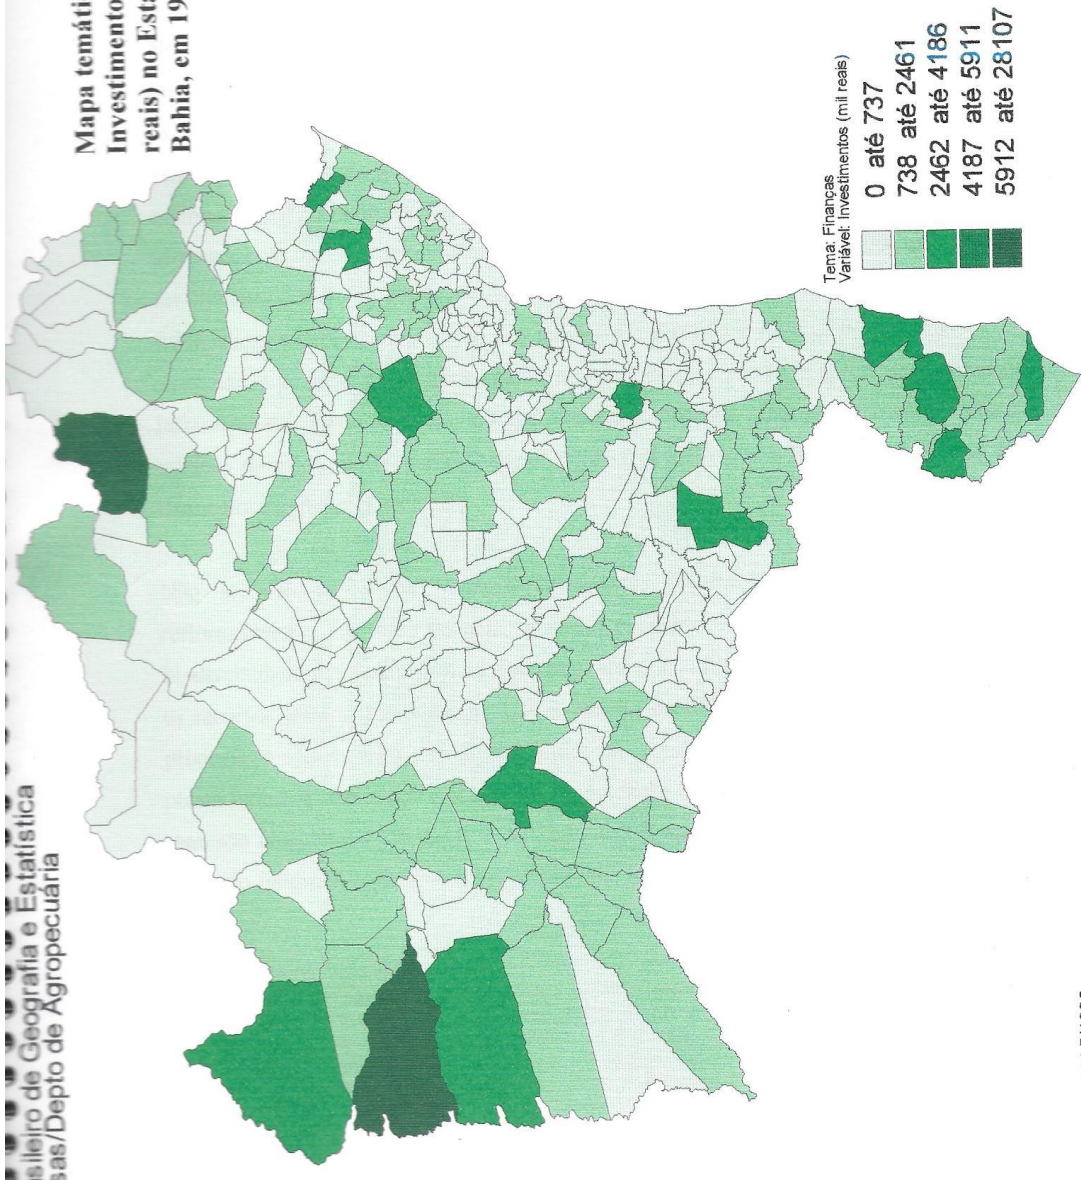 Mapa temáti
Investimento
reais) no Esta
Bahia, em 19
sileiro de Geografia e Estatística
sas/Depto de Agropecuária
Tema: Finanças
Variável: Investimentos (mil reais)
0 até 737
738 até 2461
2462 até 4186
4187 até 5911
5912 até 28107